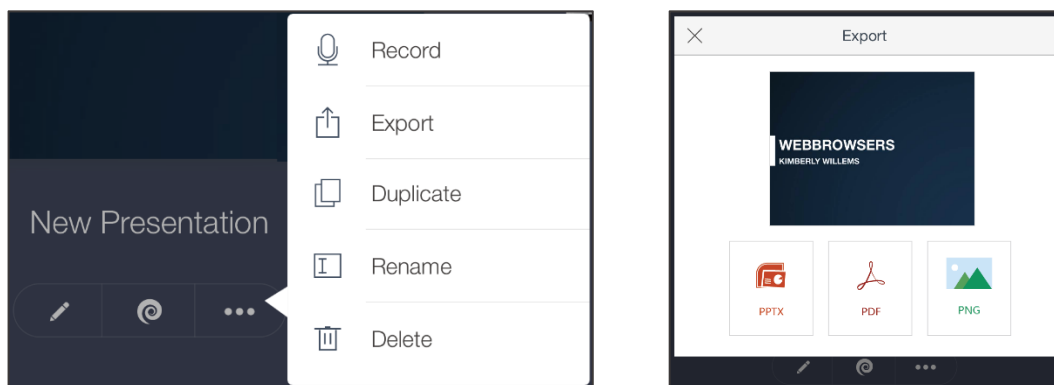 Record
Export
Duplicate
New Presentation
Rename
Delete
Export
WEBBROWSERS
KIMBERLY WILLEMS
PPTX
PDF
PNG